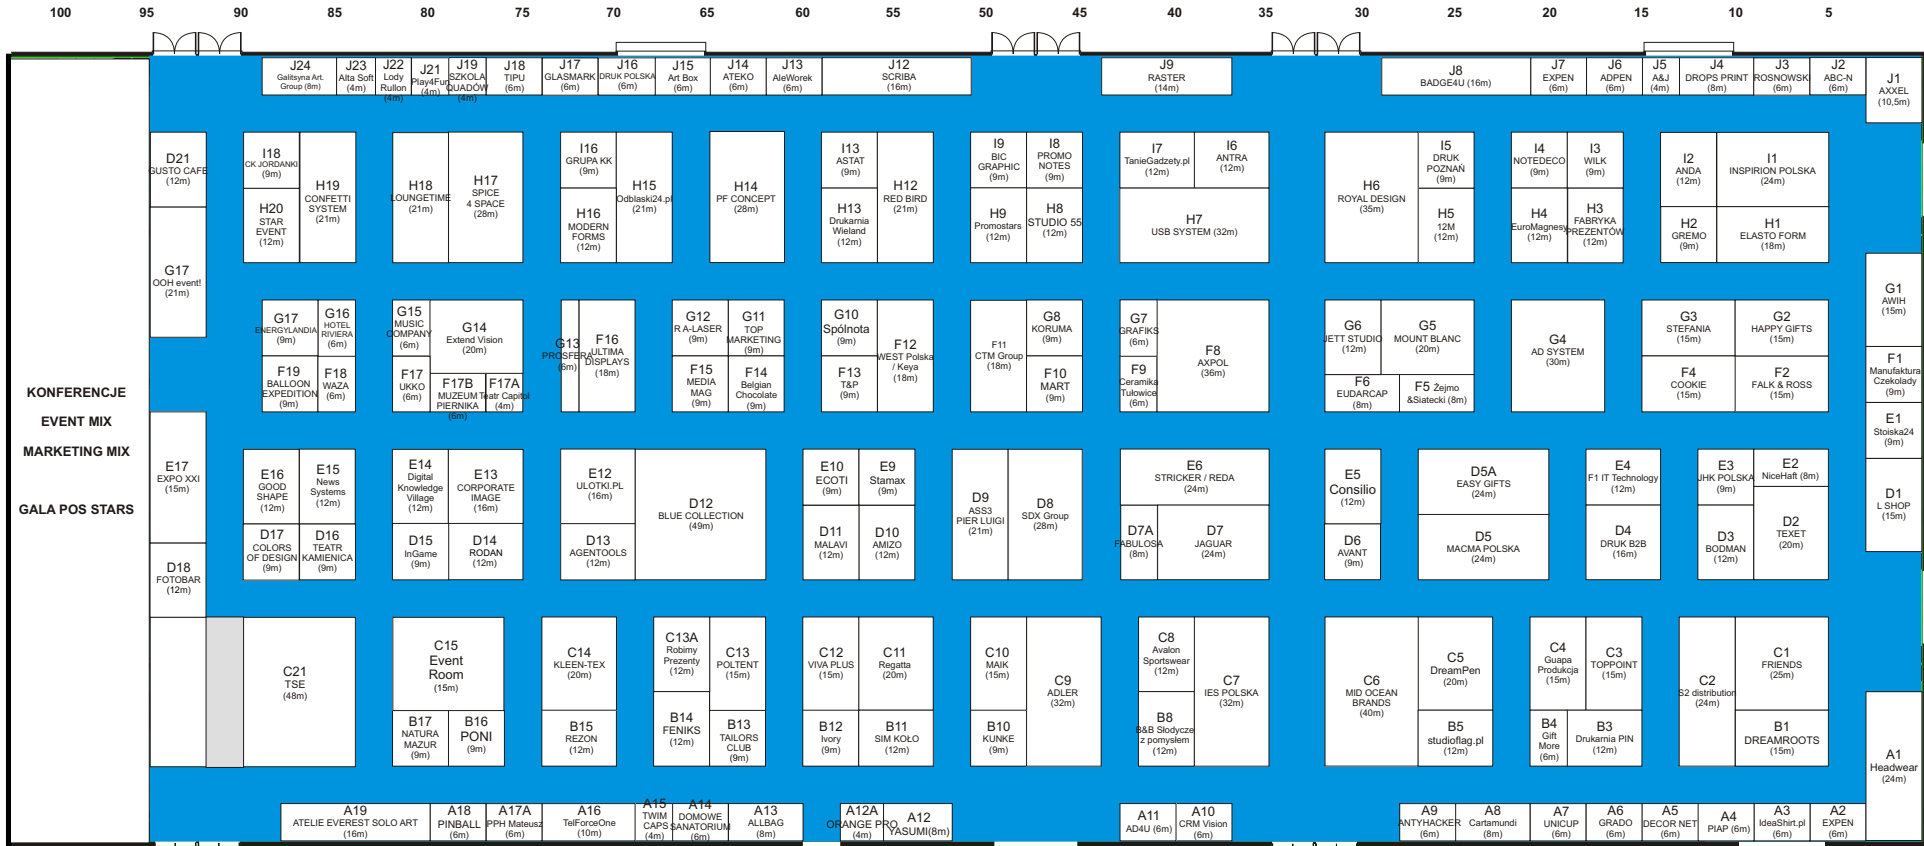 100 95 90 85 80 75 70 65 60 50 45 40 35 30 25 20 15 10 5
J24
Galitsyna Art.
Group (8m)
J23
Alta Soft
(4m)
J22
Lody
Rullon
(4m)
J21
Play4Fun
(4m)
J19
SZKOLA
QUADÓW
(4m)
J18
TIPU
(6m)
J17
GLASMARK
(6m)
J16
DRUK POLSKA
(6m)
J15
Art Box
(6m)
J14
ATEKO
(6m)
J13
AleWorek
(6m)
J12
SCRIBA
(16m)
J9
RASTER
(14m)
J8
BADGE4U (16m)
J7
EXPEN
(6m)
J6
ADPEN
(6m)
J5
A&J
(4m)
J4
DROPS PRINT
(8m)
J3
ROSNOWSKI
(6m)
J2
ABC-N
(6m)
J1
AXXEL
(10,5m)
D21
GUSTO CAFE
(12m)
I18
CK JORDANKI
(9m)
H20
STAR
EVENT
(12m)
H19
CONFETTI
SYSTEM
(21m)
H18
LOUNGETIME
(21m)
H17
SPICE
4 SPACE
(28m)
I16
GRUPA KK
(9m)
H16
MODERN
FORMS
(12m)
H15
Odblaski24.pl
(21m)
H14
PF CONCEPT
(28m)
I13
ASTAT
(9m)
H13
Drukarnia
Wieland
(12m)
H12
RED BIRD
(21m)
I9
BIC
GRAPHIC
(9m)
I8
PROMO
NOTES
(9m)
H9
Promostars
(12m)
H8
STUDIO 55
(12m)
I7
TanieGadzety.pl
(12m)
I6
ANTRA
(12m)
H7
USB SYSTEM (32m)
H6
ROYAL DESIGN
(35m)
I5
DRUK
POZNAŃ
(9m)
H5
12M
(12m)
I4
NOTEDECO
(9m)
I3
WILK
(9m)
H4
EuroMagnesy
(12m)
H3
FABRYKA
PREZENTÓW
(12m)
I2
ANDA
(12m)
I1
INSPIRION POLSKA
(24m)
H2
GREMO
(9m)
H1
ELASTO FORM
(18m)
G17
OOH event!
(21m)
G17
ENERGYLANDIA
(9m)
G16
HOTEL
RIVIERA
(6m)
F19
BALLOON
EXPEDITION
(9m)
F18
WAZA
(6m)
G15
MUSIC
COMPANY
(6m)
G14
Extend Vision
(20m)
F17
UKKO
(6m)
F17B
MUZEUM
PIERNIKA
(6m)
F17A
Teatr Capitol
(4m)
G13
PROSFERA
(6m)
F16
ULTIMA
DISPLAYS
(18m)
G12
R A-LASER
(9m)
G11
TOP
MARKETING
(9m)
F15
MEDIA
MAG
(9m)
F14
Belgian
Chocolate
(9m)
G10
Spólnota
(9m)
F13
T&P
(9m)
F12
WEST Polska
/ Keya
(18m)
F11
CTM Group
(18m)
G8
KORUMA
(9m)
F10
MART
(9m)
G7
GRAFIKS
(6m)
F9
Ceramika
Tułowice
(6m)
F8
AXPOL
(36m)
G6
JETT STUDIO
(12m)
G5
MOUNT BLANC
(20m)
F6
EUDARCAP
(8m)
F5 Żejmo
&Siatecki (8m)
G4
AD SYSTEM
(30m)
G3
STEFANIA
(15m)
G2
HAPPY GIFTS
(15m)
F4
COOKIE
(15m)
F2
FALK & ROSS
(15m)
G1
AWIH
(15m)
F1
Manufaktura
Czekolady
(9m)
E1
Stoiska24
(9m)
D1
L SHOP
(15m)
KONFERENCJE
EVENT MIX
MARKETING MIX
GALA POS STARS
E17
EXPO XXI
(15m)
D18
FOTOBAR
(12m)
E16
GOOD
SHAPE
(12m)
E15
News
Systems
(12m)
D17
COLORS
OF DESIGN
(9m)
D16
TEATR
KAMIENICA
(9m)
E14
Digital
Knowledge
Village
(12m)
E13
CORPORATE
IMAGE
(16m)
D15
InGame
(9m)
D14
RODAN
(12m)
E12
ULOTKI.PL
(16m)
D13
AGENTOOLS
(12m)
D12
BLUE COLLECTION
(49m)
E10
ECOTI
(9m)
E9
Stamax
(9m)
D11
MALAVI
(12m)
D10
AMIZO
(12m)
D9
ASS3
PIER LUIGI
(21m)
D8
SDX Group
(28m)
E6
STRICKER / REDA
(24m)
D7A
FABULOSA
(8m)
D7
JAGUAR
(24m)
E5
Consilio
(12m)
D6
AVANT
(9m)
D5A
EASY GIFTS
(24m)
D5
MACMA POLSKA
(24m)
E4
F1 IT Technology
(12m)
D4
DRUK B2B
(16m)
E3
JHK POLSKA
(9m)
E2
NiceHaft (8m)
D3
BODMAN
(12m)
D2
TEXET
(20m)
C21
TSE
(48m)
C15
Event
Room
(15m)
B17
NATURA
MAZUR
(9m)
B16
PONI
(9m)
C14
KLEEN-TEX
(20m)
B15
REZON
(12m)
C13A
Robimy
Prezenty
(12m)
C13
POLTENT
(15m)
B14
FENIKS
(12m)
B13
TAILORS
CLUB
(9m)
C12
VIVA PLUS
(15m)
C11
Regatta
(20m)
B12
Ivory
(9m)
B11
SIM KOŁO
(12m)
C10
MAIK
(15m)
B10
KUNKE
(9m)
C9
ADLER
(32m)
C8
Avalon
Sportswear
(12m)
B8
B&B Słodycze
z pomysłem
(12m)
C7
IES POLSKA
(32m)
C6
MID OCEAN
BRANDS
(40m)
C5
DreamPen
(20m)
B5
studioflag.pl
(12m)
C4
Guapa
Produkcja
(15m)
C3
TOPPOINT
(15m)
B4
Gift
More
(6m)
B3
Drukarnia PIN
(12m)
C2
S2 distribution
(24m)
C1
FRIENDS
(25m)
B1
DREAMROOTS
(15m)
A1
Headwear
(24m)
A19
ATELIE EVEREST SOLO ART
(16m)
A18
PINBALL
(6m)
A17A
PPH Mateusz
(6m)
A16
TelForceOne
(10m)
A15
TWIM
CAPS
(4m)
A14
DOMOWE
SANATORIUM
(6m)
A13
ALLBAG
(8m)
A12A
ORANGE PRO
(4m)
A12
YASUMI(8m)
A11
AD4U (6m)
A10
CRM Vision
(6m)
A9
ANTYHACKER
(6m)
A8
Cartamundi
(8m)
A7
UNICUP
(6m)
A6
GRADO
(6m)
A5
DECOR NET
(6m)
A4
PIAP (6m)
A3
IdeaShirt.pl
(6m)
A2
EXPEN
(6m)